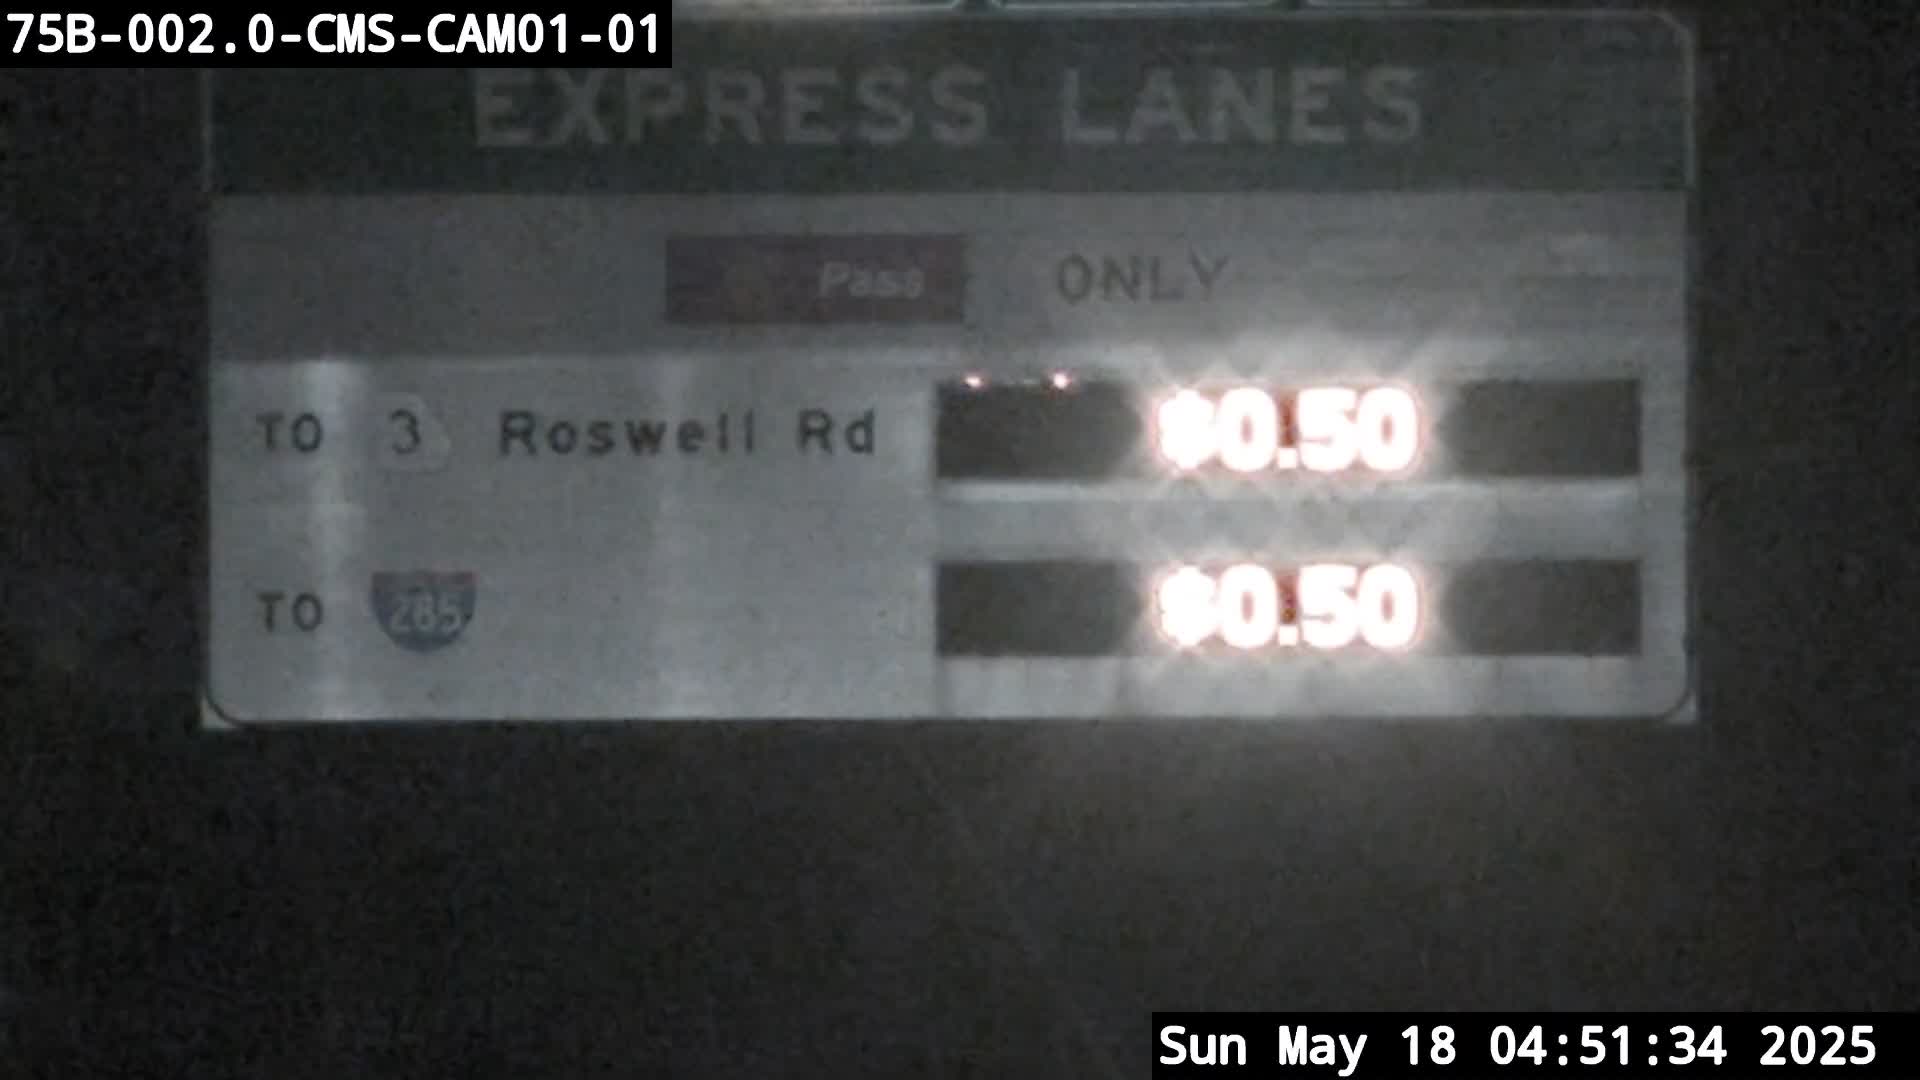 75B-002.0-CMS-CAM01-01
EXPRESS LANES
Pass ONLY
TO 3 Roswell Rd $0.50
TO 285 $0.50
Sun May 18 04:51:34 2025